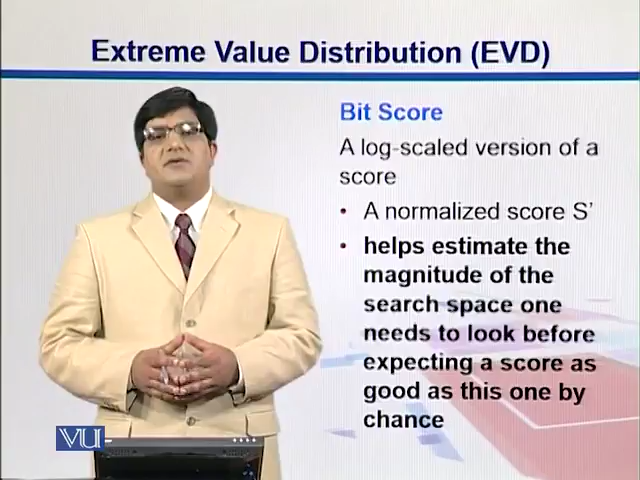 Extreme Value Distribution (EVD)
Bit Score
A log-scaled version of a
score
• A normalized score S’
• helps estimate the
magnitude of the
search space one
needs to look before
expecting a score as
good as this one by
chance
VU